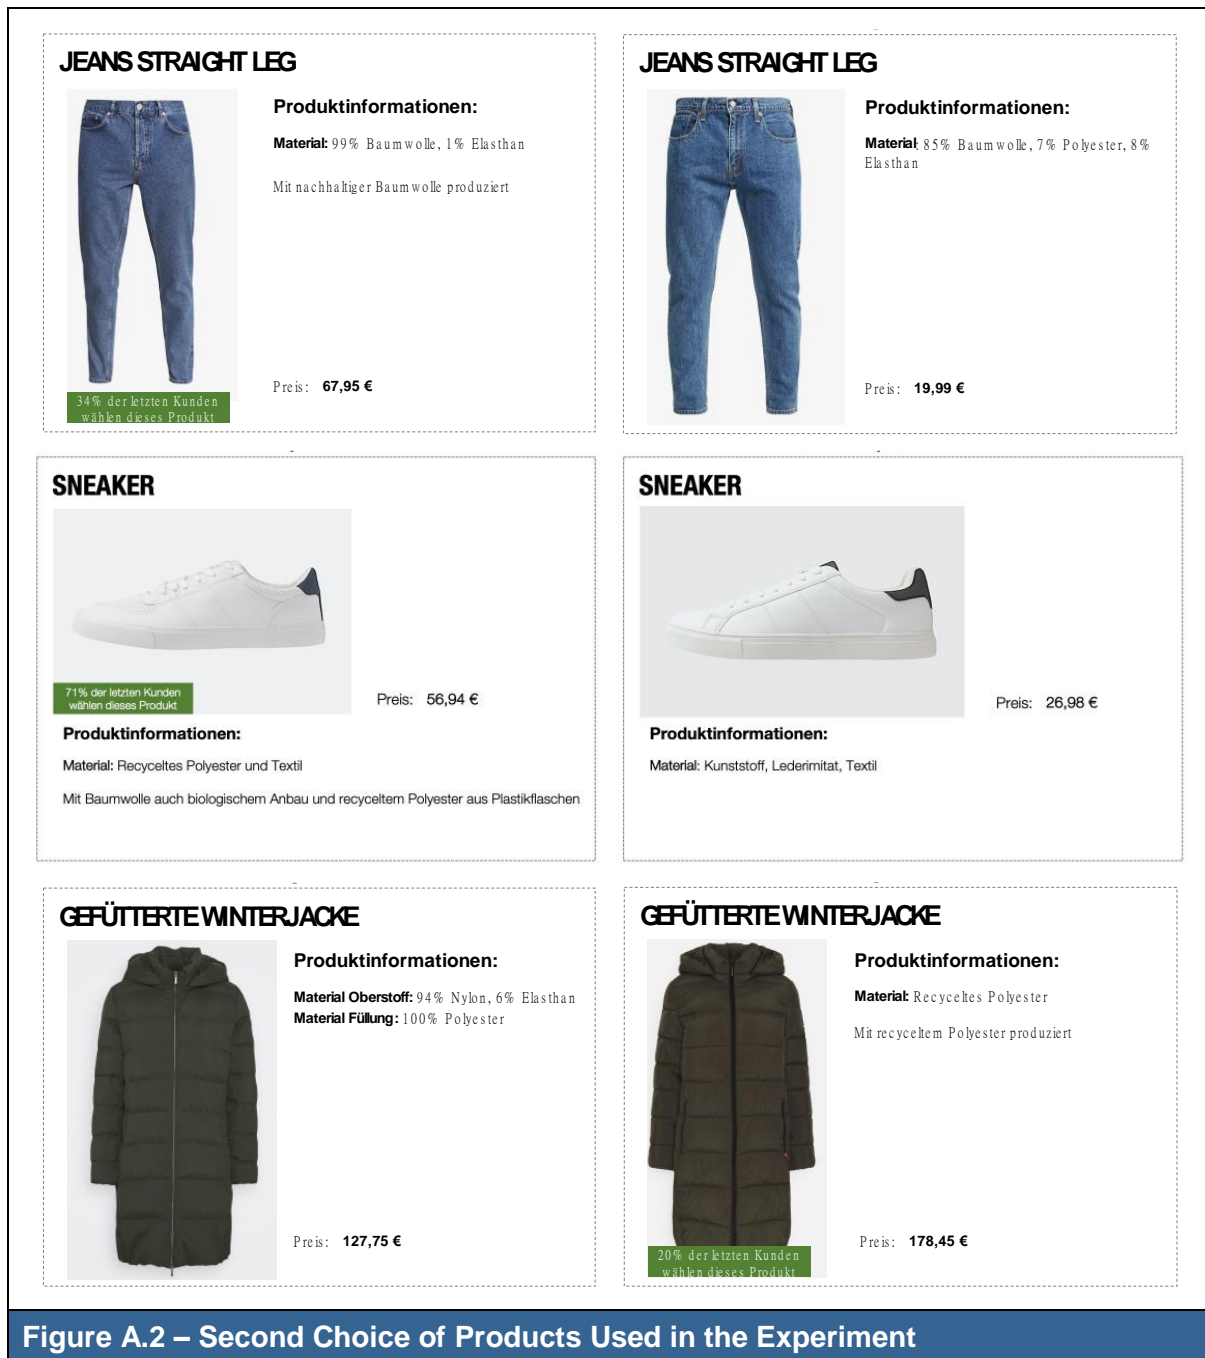 JEANS STRAIGHT LEG
Produktinformationen:
Material: 99% Baumwolle, 1% Elasthan
Mit nachhaltiger Baumwolle produziert
Preis: 67,95 €
34% der letzten Kunden
wählen dieses Produkt
JEANS STRAIGHT LEG
Produktinformationen:
Material: 85% Baumwolle, 7% Polyester, 8%
Elasthan
Preis: 19,99 €
SNEAKER
71% der letzten Kunden
wählen dieses Produkt
Preis: 56,94 €
Produktinformationen:
Material: Recyceltes Polyester und Textil
Mit Baumwolle auch biologischem Anbau und recyceltem Polyester aus Plastikflaschen
SNEAKER
Preis: 26,98 €
Produktinformationen:
Material: Kunststoff, Lederimitat, Textil
GEFÜTTERTE WINTERJACKE
Produktinformationen:
Material Oberstoff: 94% Nylon, 6% Elasthan
Material Füllung: 100% Polyester
Preis: 127,75 €
GEFÜTTERTE WINTERJACKE
Produktinformationen:
Material: Recyceltes Polyester
Mit recyceltem Polyester produziert
Preis: 178,45 €
20% der letzten Kunden
wählen dieses Produkt
Figure A.2 – Second Choice of Products Used in the Experiment